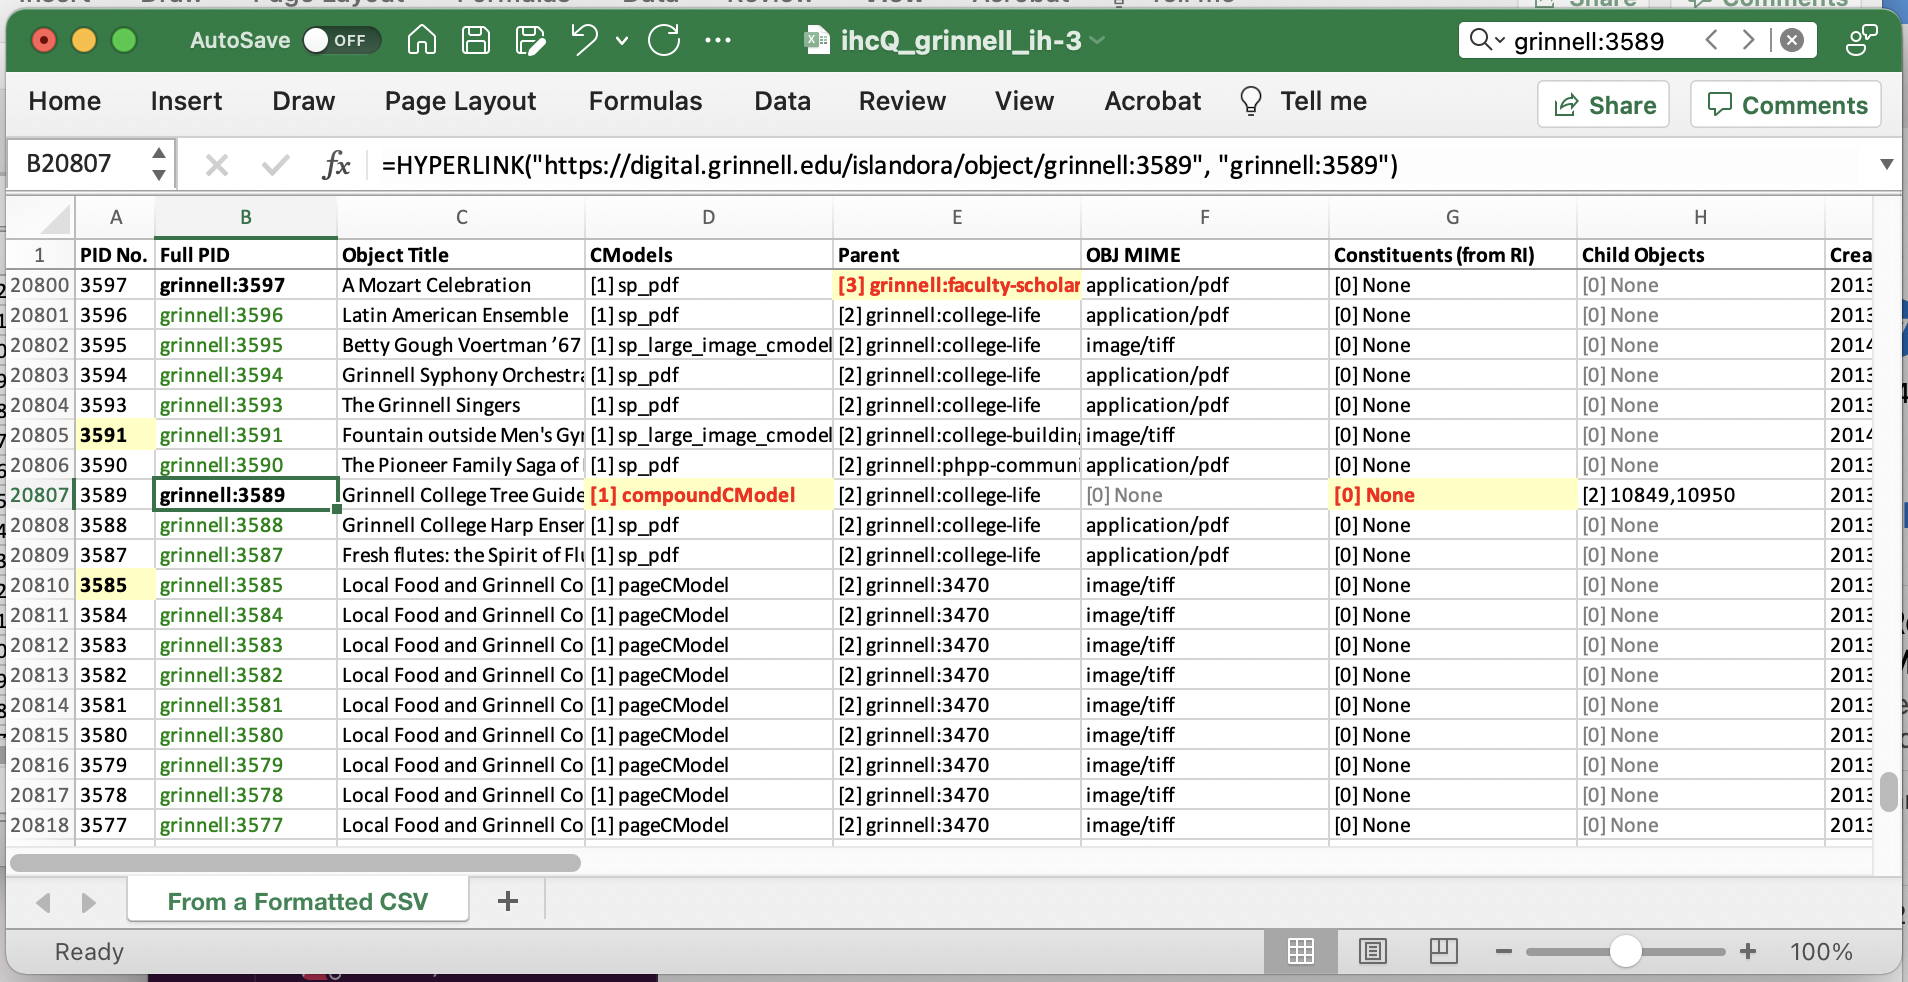 AutoSave OFF ihcQ_grinnell_ih-3 grinnell:3589
Home Insert Draw Page Layout Formulas Data Review View Acrobat Tell me Share Comments
B20807 fx =HYPERLINK("https://digital.grinnell.edu/islandora/object/grinnell:3589", "grinnell:3589")
A B C D E F G H
1 PID No. Full PID Object Title CModels Parent OBJ MIME Constituents (from RI) Child Objects Crea
20800 3597 grinnell:3597 A Mozart Celebration [1] sp_pdf [3] grinnell:faculty-scholar application/pdf [0] None [0] None 2013
20801 3596 grinnell:3596 Latin American Ensemble [1] sp_pdf [2] grinnell:college-life application/pdf [0] None [0] None 2013
20802 3595 grinnell:3595 Betty Gough Voertman ’67 [1] sp_large_image_cmodel [2] grinnell:college-life image/tiff [0] None [0] None 2014
20803 3594 grinnell:3594 Grinnell Syphony Orchestra [1] sp_pdf [2] grinnell:college-life application/pdf [0] None [0] None 2013
20804 3593 grinnell:3593 The Grinnell Singers [1] sp_pdf [2] grinnell:college-life application/pdf [0] None [0] None 2013
20805 3591 grinnell:3591 Fountain outside Men's Gy [1] sp_large_image_cmodel [2] grinnell:college-building image/tiff [0] None [0] None 2014
20806 3590 grinnell:3590 The Pioneer Family Saga of [1] sp_pdf [2] grinnell:phpp-communi application/pdf [0] None [0] None 2013
20807 3589 grinnell:3589 Grinnell College Tree Guide [1] compoundCModel [2] grinnell:college-life [0] None [0] None [2] 10849,10950 2013
20808 3588 grinnell:3588 Grinnell College Harp Enser [1] sp_pdf [2] grinnell:college-life application/pdf [0] None [0] None 2013
20809 3587 grinnell:3587 Fresh flutes: the Spirit of Flu [1] sp_pdf [2] grinnell:college-life application/pdf [0] None [0] None 2013
20810 3585 grinnell:3585 Local Food and Grinnell Co [1] pageCModel [2] grinnell:3470 image/tiff [0] None [0] None 2013
20811 3584 grinnell:3584 Local Food and Grinnell Co [1] pageCModel [2] grinnell:3470 image/tiff [0] None [0] None 2013
20812 3583 grinnell:3583 Local Food and Grinnell Co [1] pageCModel [2] grinnell:3470 image/tiff [0] None [0] None 2013
20813 3582 grinnell:3582 Local Food and Grinnell Co [1] pageCModel [2] grinnell:3470 image/tiff [0] None [0] None 2013
20814 3581 grinnell:3581 Local Food and Grinnell Co [1] pageCModel [2] grinnell:3470 image/tiff [0] None [0] None 2013
20815 3580 grinnell:3580 Local Food and Grinnell Co [1] pageCModel [2] grinnell:3470 image/tiff [0] None [0] None 2013
20816 3579 grinnell:3579 Local Food and Grinnell Co [1] pageCModel [2] grinnell:3470 image/tiff [0] None [0] None 2013
20817 3578 grinnell:3578 Local Food and Grinnell Co [1] pageCModel [2] grinnell:3470 image/tiff [0] None [0] None 2013
20818 3577 grinnell:3577 Local Food and Grinnell Co [1] pageCModel [2] grinnell:3470 image/tiff [0] None [0] None 2013
From a Formatted CSV
Ready 100%